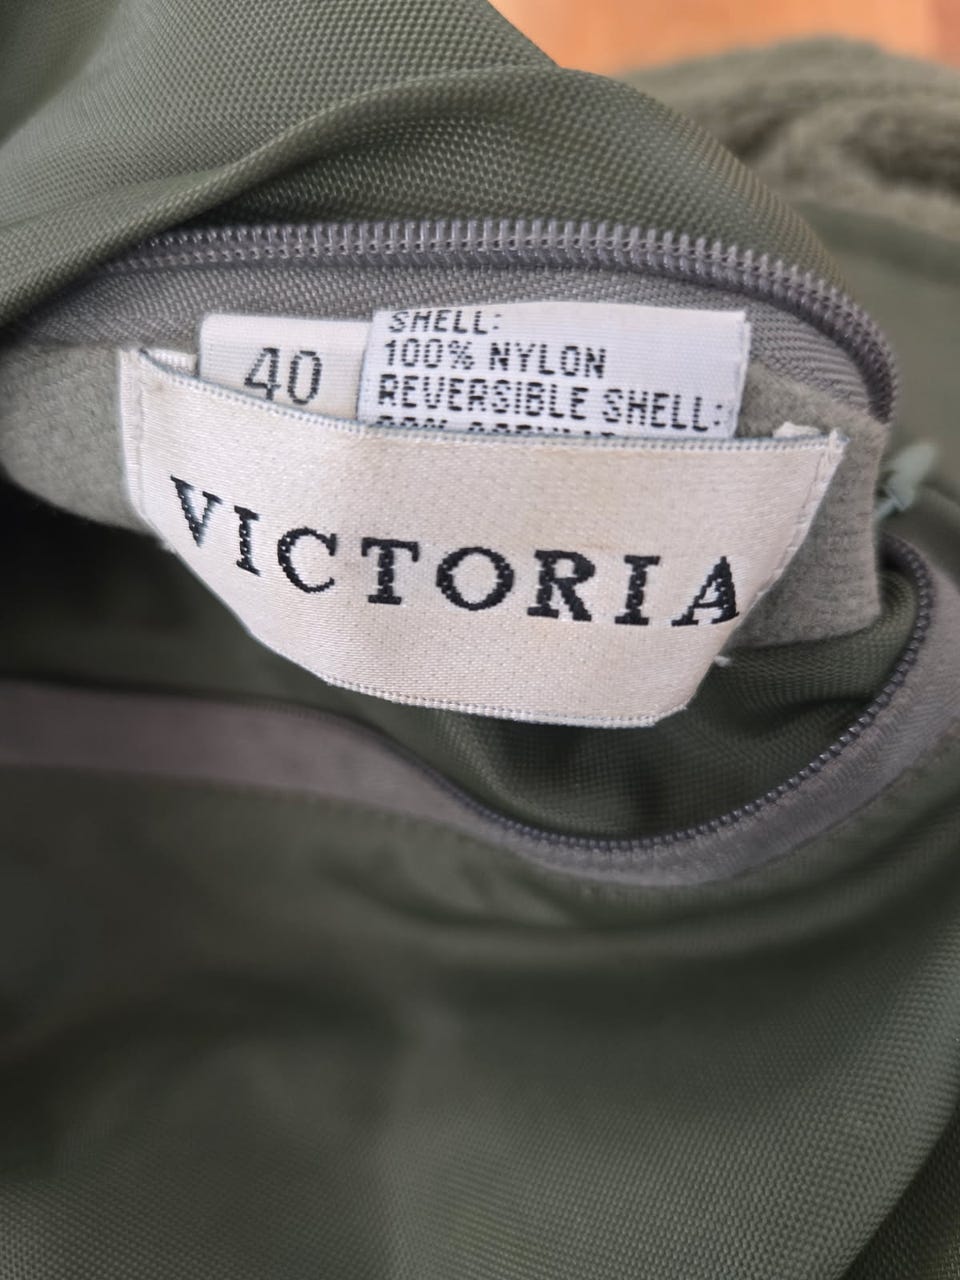 40
SHELL:
100% NYLON
REVERSIBLE SHELL:
VICTORIA